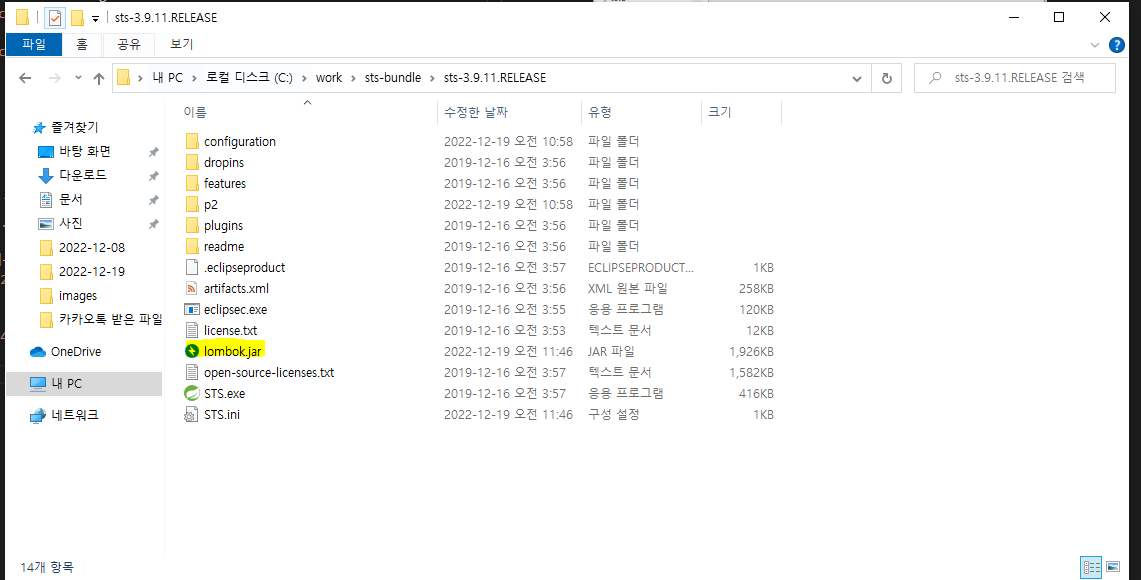 sts-3.9.11.RELEASE
파일 홈 공유 보기
내 PC 로컬 디스크 (C:) work sts-bundle sts-3.9.11.RELEASE
sts-3.9.11.RELEASE 검색
즐겨찾기
바탕 화면
다운로드
문서
사진
2022-12-08
2022-12-19
images
카카오톡 받은 파일
OneDrive
내 PC
네트워크
이름 수정한 날짜 유형 크기
configuration 2022-12-19 오전 10:58 파일 폴더
dropins 2019-12-16 오전 3:56 파일 폴더
features 2019-12-16 오전 3:56 파일 폴더
p2 2022-12-19 오전 10:58 파일 폴더
plugins 2019-12-16 오전 3:56 파일 폴더
readme 2019-12-16 오전 3:56 파일 폴더
.eclipseproduct 2019-12-16 오전 3:57 ECLIPSEPRODUCT... 1KB
artifacts.xml 2019-12-16 오전 3:56 XML 원본 파일 258KB
eclipsec.exe 2019-12-16 오전 3:55 응용 프로그램 120KB
license.txt 2019-12-16 오전 3:53 텍스트 문서 12KB
lombok.jar 2022-12-19 오전 11:46 JAR 파일 1,926KB
open-source-licenses.txt 2019-12-16 오전 3:57 텍스트 문서 1,582KB
STS.exe 2019-12-16 오전 3:57 응용 프로그램 416KB
STS.ini 2022-12-19 오전 11:46 구성 설정 1KB
14개 항목